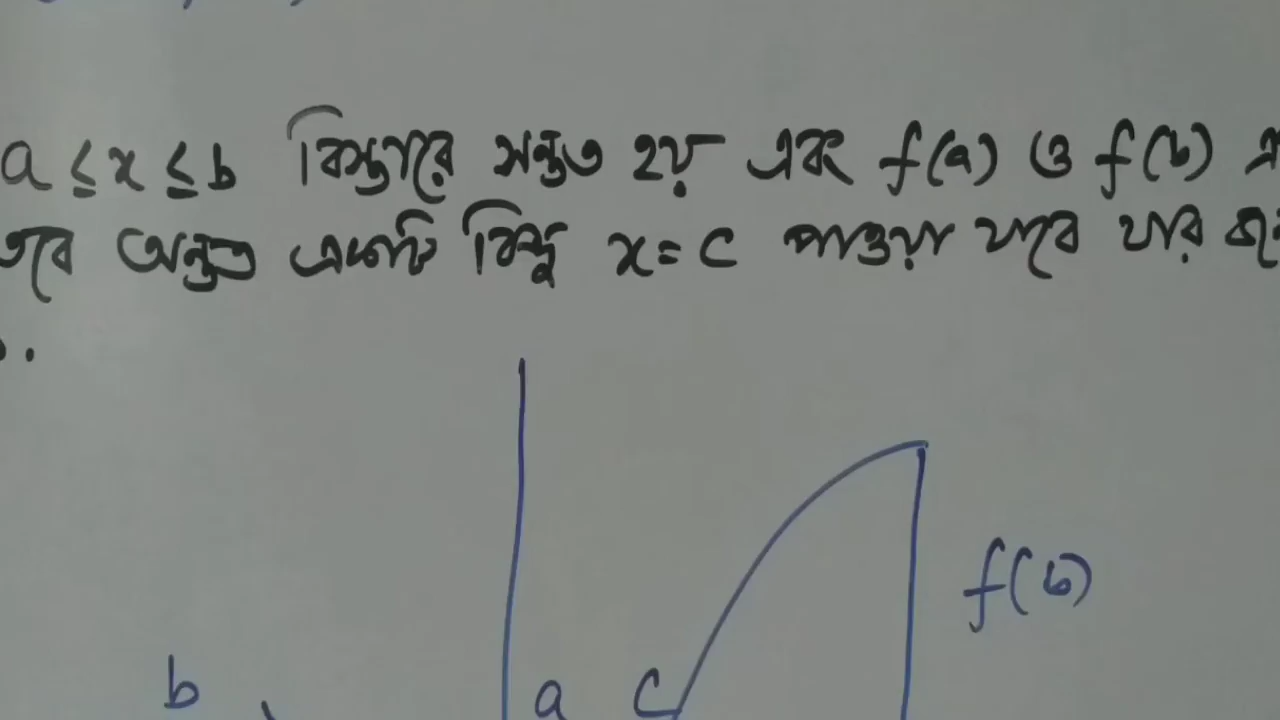 a ≤ x ≤ b বিস্তারে সন্তত হয় এবং f(a) ও f(b) এ
তবে অন্তত একটি বিন্দু x = c পাওয়া যাবে যার
f(b)
b
a c